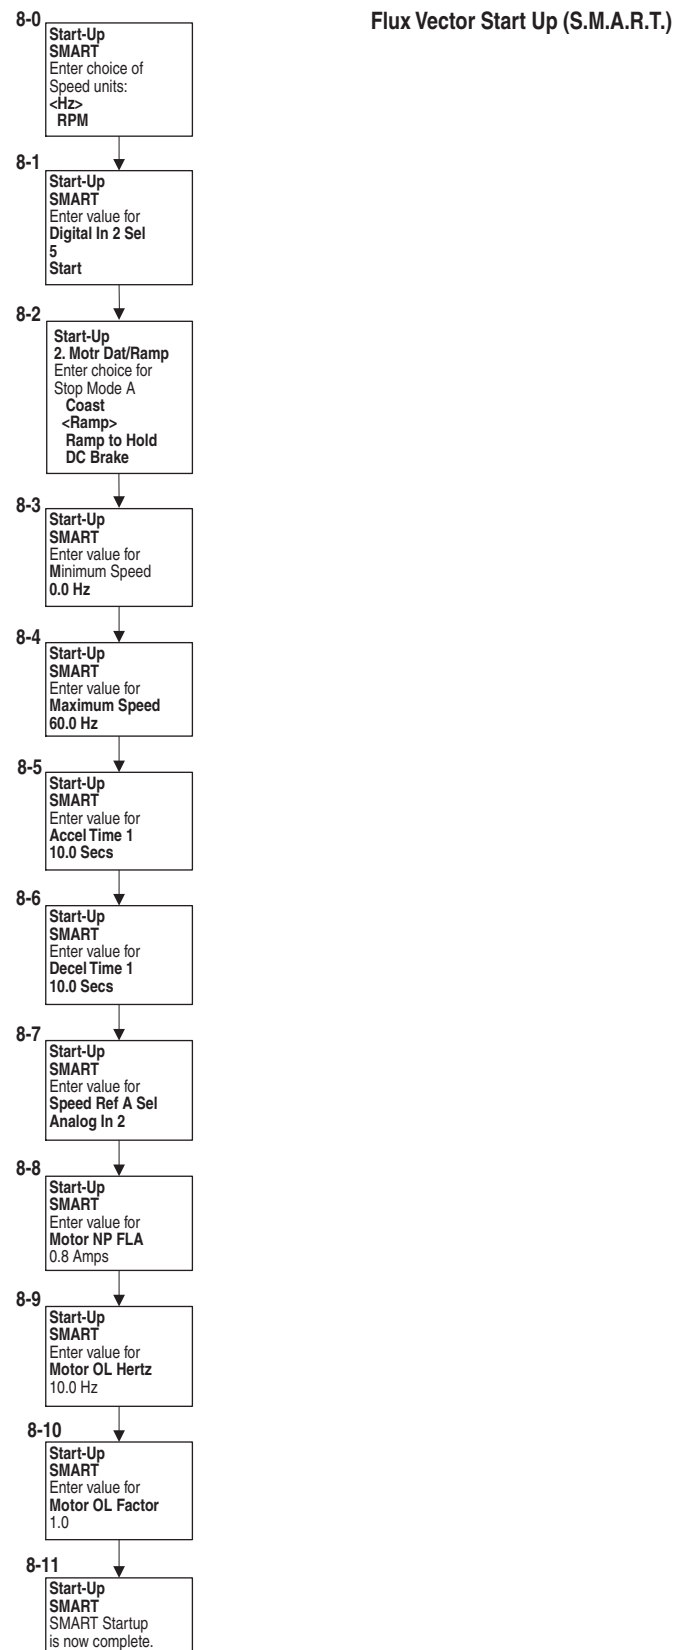 Flux Vector Start Up (S.M.A.R.T.)
8-0
Start-Up
SMART
Enter choice of
Speed units:
<Hz>
RPM
8-1
Start-Up
SMART
Enter value for
Digital In 2 Sel
5
Start
8-2
Start-Up
2. Motr Dat/Ramp
Enter choice for
Stop Mode A
Coast
<Ramp>
Ramp to Hold
DC Brake
8-3
Start-Up
SMART
Enter value for
Minimum Speed
0.0 Hz
8-4
Start-Up
SMART
Enter value for
Maximum Speed
60.0 Hz
8-5
Start-Up
SMART
Enter value for
Accel Time 1
10.0 Secs
8-6
Start-Up
SMART
Enter value for
Decel Time 1
10.0 Secs
8-7
Start-Up
SMART
Enter value for
Speed Ref A Sel
Analog In 2
8-8
Start-Up
SMART
Enter value for
Motor NP FLA
0.8 Amps
8-9
Start-Up
SMART
Enter value for
Motor OL Hertz
10.0 Hz
8-10
Start-Up
SMART
Enter value for
Motor OL Factor
1.0
8-11
Start-Up
SMART
SMART Startup
is now complete.